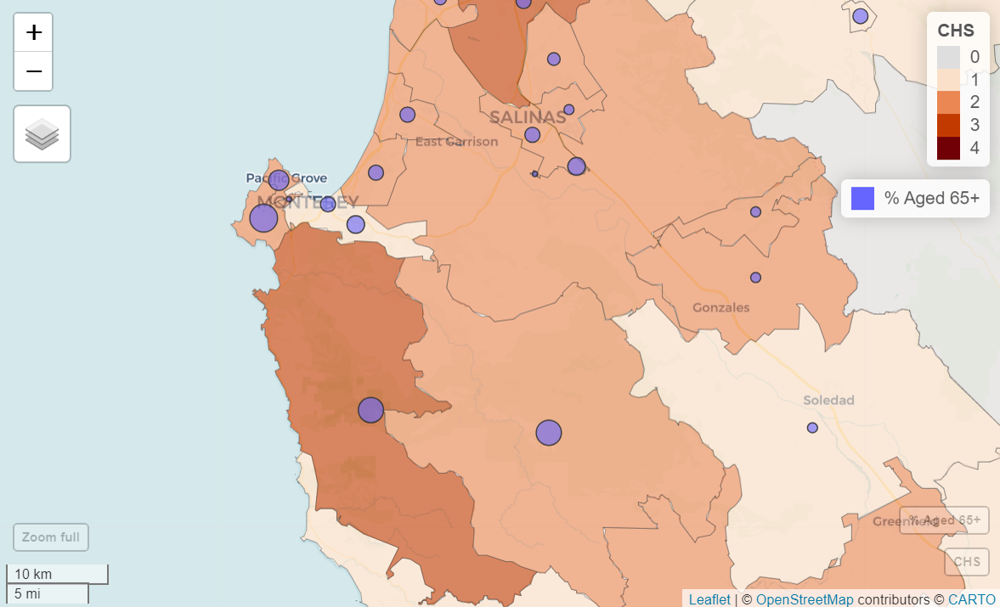 +
−
CHS
0
1
2
3
4
% Aged 65+
SALINAS
East Garrison
Pacific Grove
MONTEREY
Gonzales
Soledad
Greenfield
% Aged 65+
CHS
Zoom full
10 km
5 mi
Leaflet | © OpenStreetMap contributors © CARTO